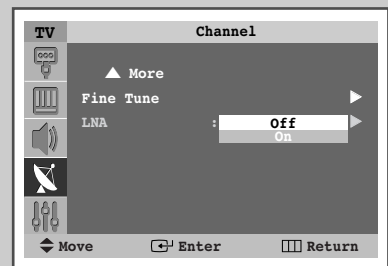 TV Channel
▲ More
Fine Tune ▶
LNA : Off ▶
On
Move Enter Return